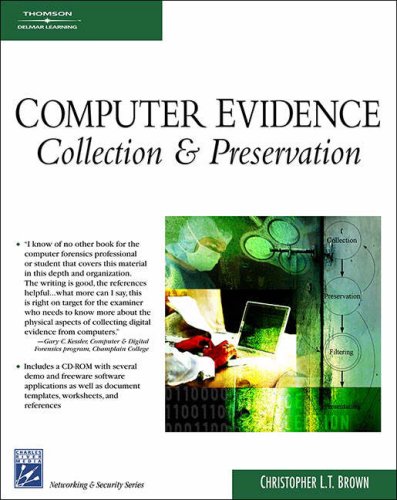 THOMSON
DELMAR LEARNING
COMPUTER EVIDENCE
Collection & Preservation
• "I know of no other book for the
computer forensics professional
or student that covers this material
in this depth and organization.
The writing is good, the references
helpful...what more can I say, this
is right on target for the examiner
who needs to know more about the
physical aspects of collecting digital
evidence from computers."
—Gary C. Kessler, Computer & Digital
Forensics program, Champlain College
• Includes a CD-ROM with several
demo and freeware software
applications as well as document
templates, worksheets, and
references
Collection
Preservation
Filtering
Presentation
CHARLES
RIVER
MEDIA
Networking & Security Series
CHRISTOPHER L.T. BROWN